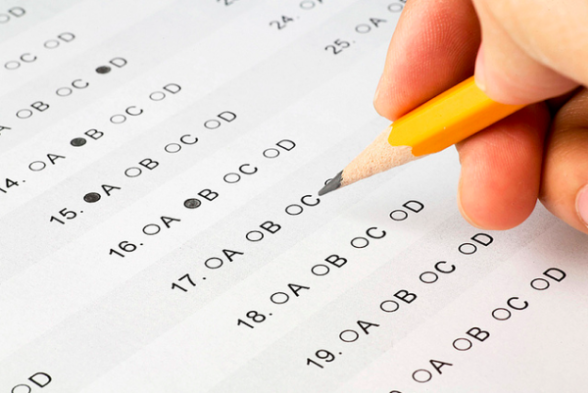 D
C D
A B C D
14. A B C D
15. A B C D
16. A B C D
17. A B C
18. A B C D
19. A B C D
A B C D
D
24.
25. A